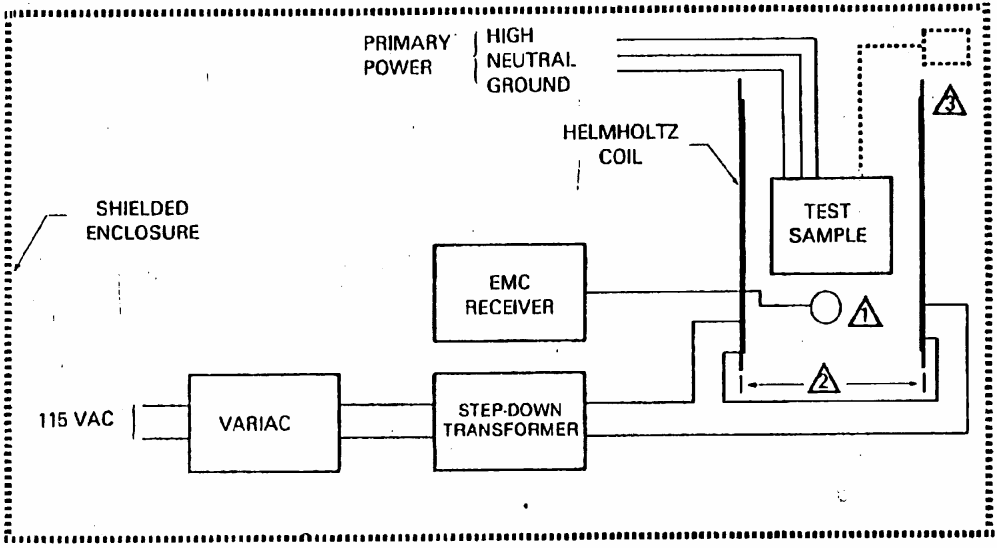 PRIMARY
POWER
HIGH
NEUTRAL
GROUND
3
HELMHOLTZ
COIL
SHIELDED
ENCLOSURE
TEST
SAMPLE
EMC
RECEIVER
1
2
115 VAC
VARIAC
STEP-DOWN
TRANSFORMER